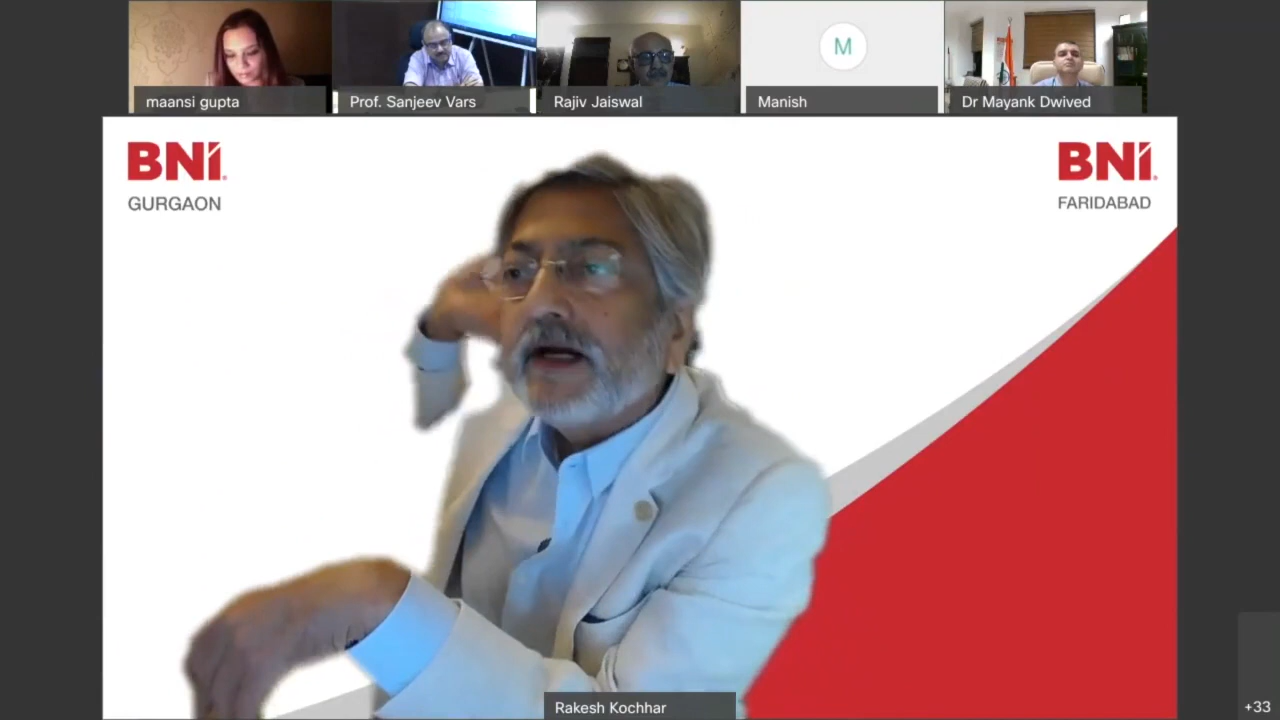 maansi gupta
Prof. Sanjeev Vars
Rajiv Jaiswal
M
Manish
Dr Mayank Dwived
BNI
GURGAON
BNI
FARIDABAD
Rakesh Kochhar
+33